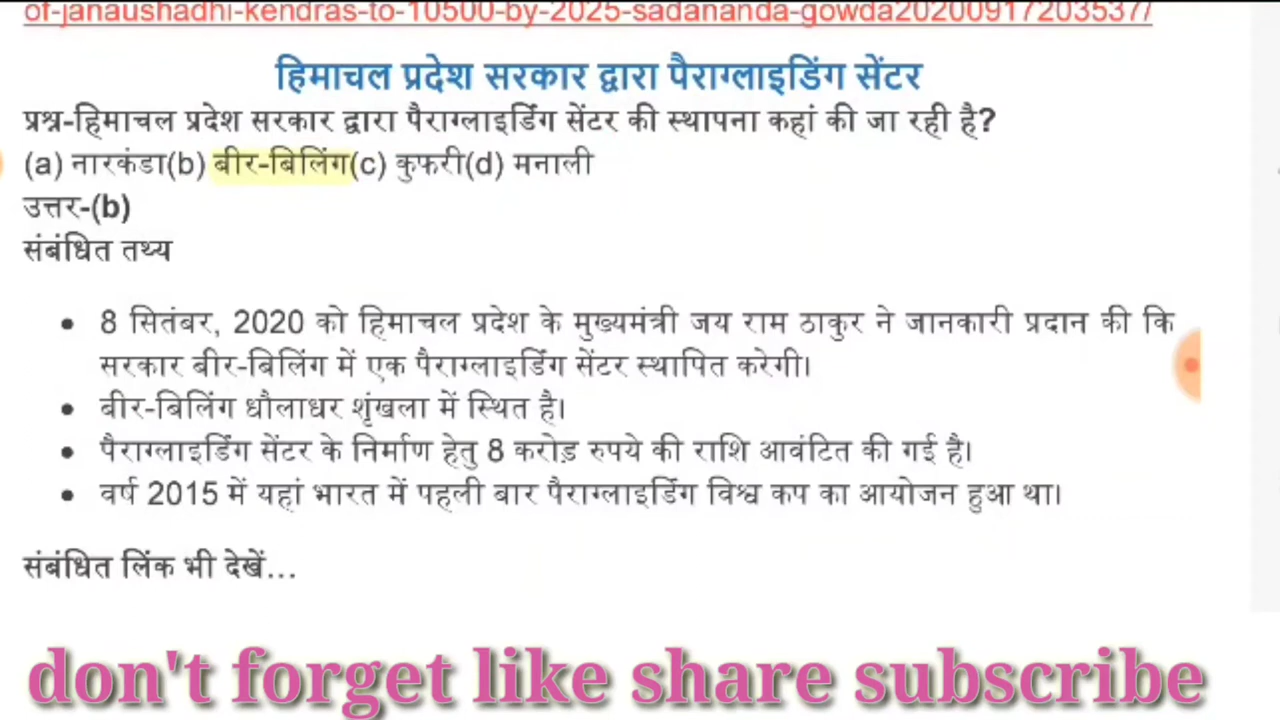 of-janaushadhi-kendras-to-10500-by-2025-sadananda-gowda20200917203537/
हिमाचल प्रदेश सरकार द्वारा पैराग्लाइडिंग सेंटर
प्रश्न-हिमाचल प्रदेश सरकार द्वारा पैराग्लाइडिंग सेंटर की स्थापना कहां की जा रही है?
(a) नारकंडा(b) बीर-बिलिंग(c) कुफरी(d) मनाली
उत्तर-(b)
संबंधित तथ्य
• 8 सितंबर, 2020 को हिमाचल प्रदेश के मुख्यमंत्री जय राम ठाकुर ने जानकारी प्रदान की कि
सरकार बीर-बिलिंग में एक पैराग्लाइडिंग सेंटर स्थापित करेगी।
• बीर-बिलिंग धौलाधर शृंखला में स्थित है।
• पैराग्लाइडिंग सेंटर के निर्माण हेतु 8 करोड़ रुपये की राशि आवंटित की गई है।
• वर्ष 2015 में यहां भारत में पहली बार पैराग्लाइडिंग विश्व कप का आयोजन हुआ था।
संबंधित लिंक भी देखें...
don't forget like share subscribe